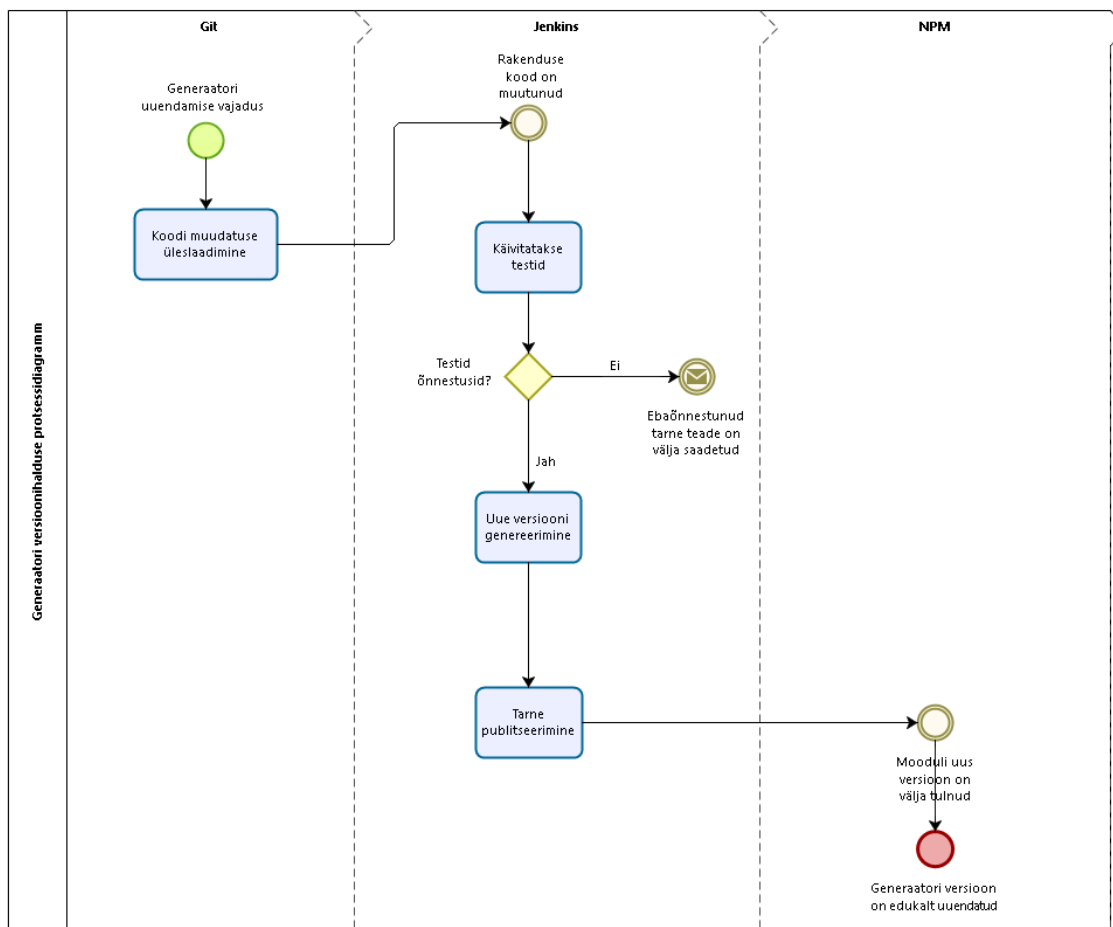 Git
Jenkins
NPM
Generaatori versioonihalduse protsessidiagramm
Generaatori
uuendamise vajadus
Koodi muudatuse
üleslaadimine
Rakenduse
kood on
muutunud
Käivitatakse
testid
Testid
õnnestusid?
Ei
Ebaõnnestunud
tarne teade on
välja saadetud
Jah
Uue versiooni
genereerimine
Tarne
publitseerimine
Mooduli uus
versioon on
välja tulnud
Generaatori versioon
on edukalt uuendatud